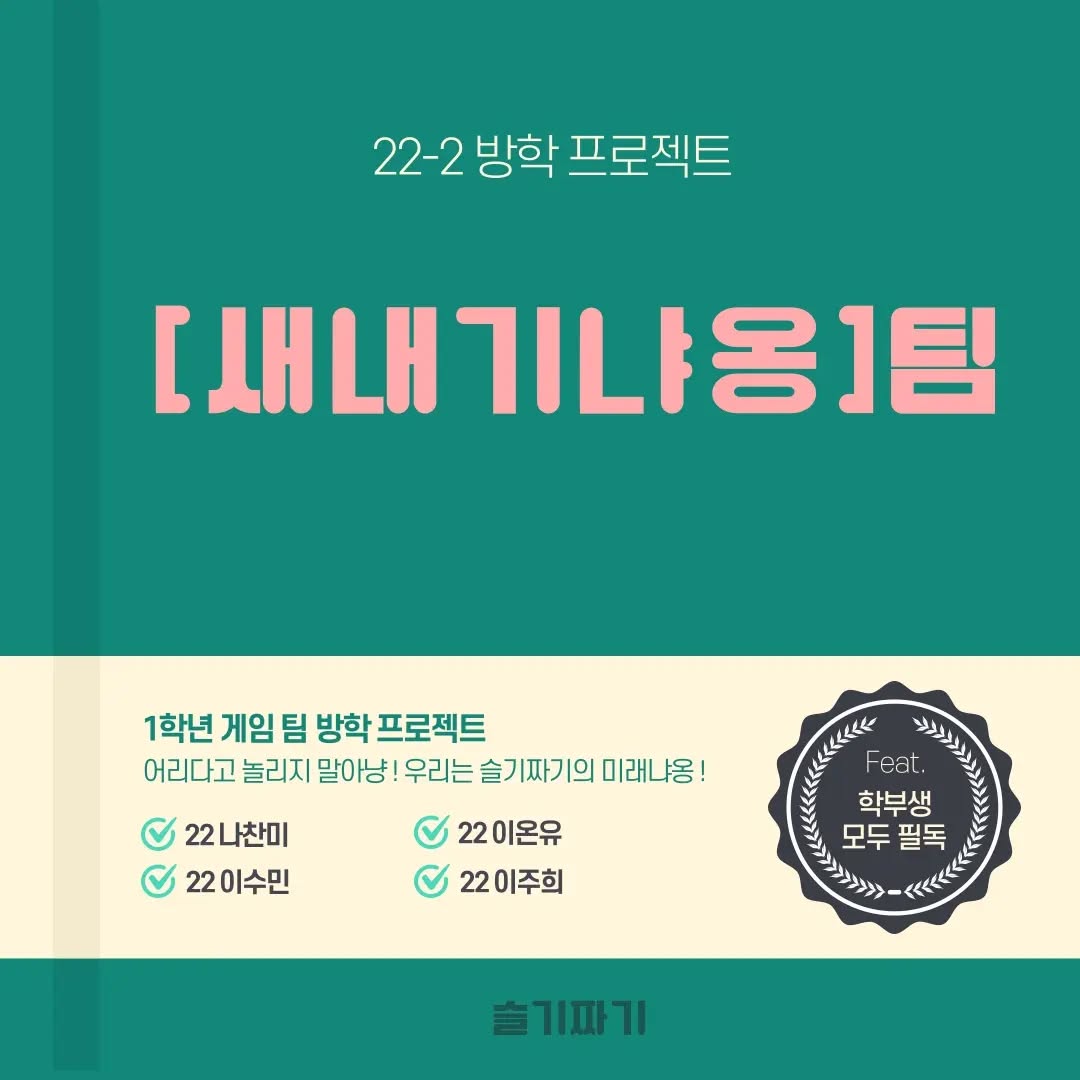 22-2 방학 프로젝트
[새내기냐옹]팀
1학년 게임 팀 방학 프로젝트
어리다고 놀리지 말아냥 ! 우리는 슬기짜기의 미래냐옹 !
22 나찬미
22 이온유
22 이수민
22 이주희
Feat.
학부생
모두 필독
슬기짜기